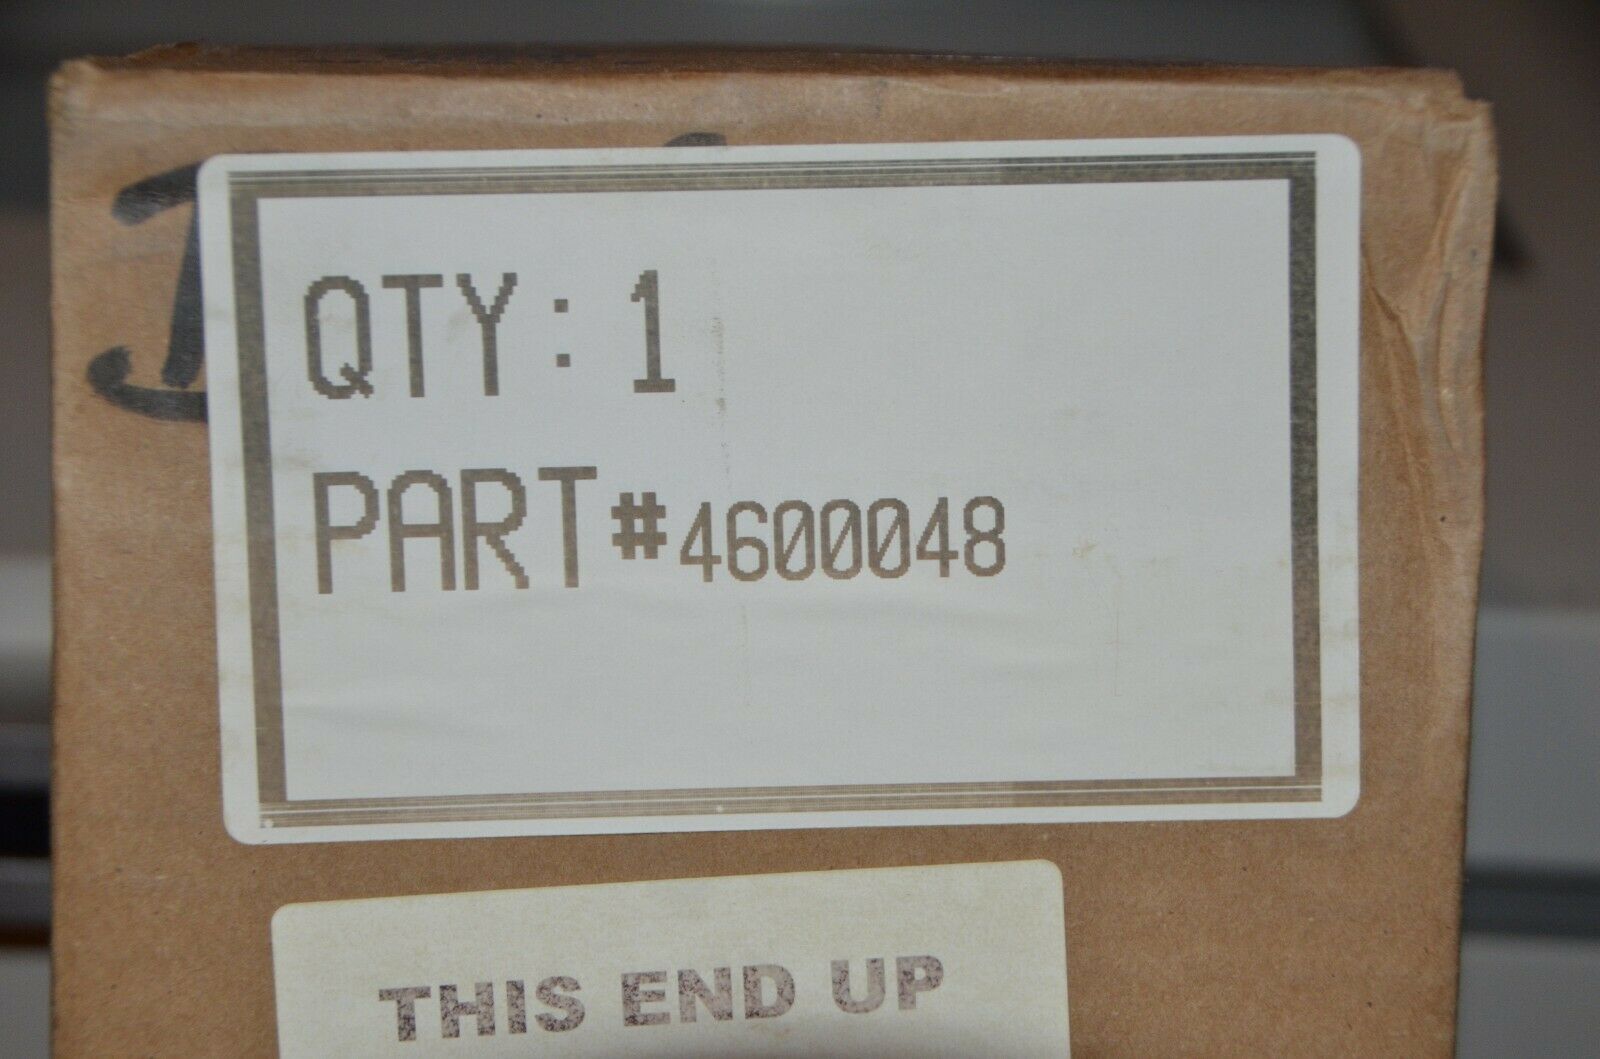 QTY: 1
PART#4600048
THIS END UP